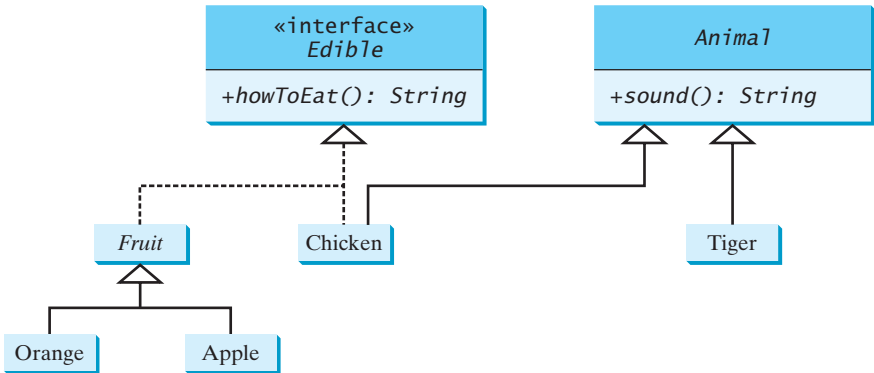 «interface»
Edible
+howToEat(): String
Animal
+sound(): String
Fruit
Chicken
Tiger
Orange
Apple